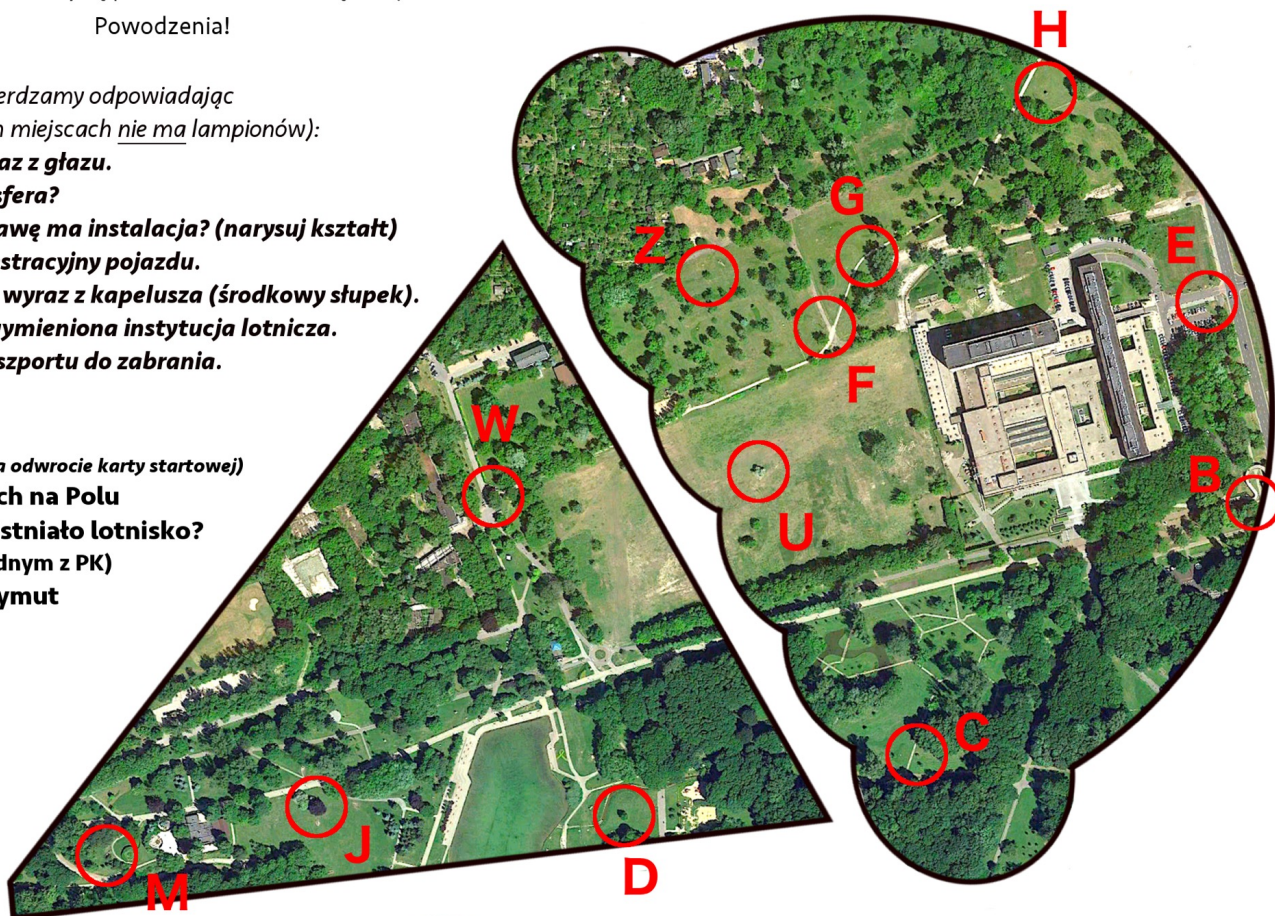 Powodzenia!
erdzamy odpowiadając
miejscach nie ma lampionów):
az z głazu.
sfera?
awę ma instalacja? (narysuj kształt)
stracyjny pojazdu.
wyraz z kapelusza (środkowy słupek).
ymieniona instytucja lotnicza.
szportu do zabrania.
a odwrocie karty startowej)
ch na Polu
stniało lotnisko?
dnym z PK)
ymut
H
G
Z
E
F
W
B
U
C
J
D
M